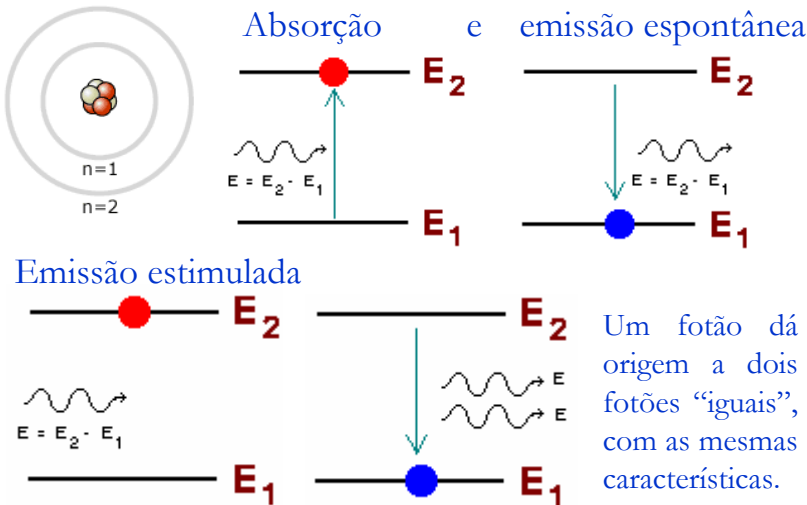 Absorção e emissão espontânea
n=1
n=2
E2
E = E2 - E1
E1
E2
E = E2 - E1
E1
Emissão estimulada
E2
E = E2 - E1
E1
E2
E
E
E1
Um fotão dá
origem a dois
fotões “iguais”,
com as mesmas
características.